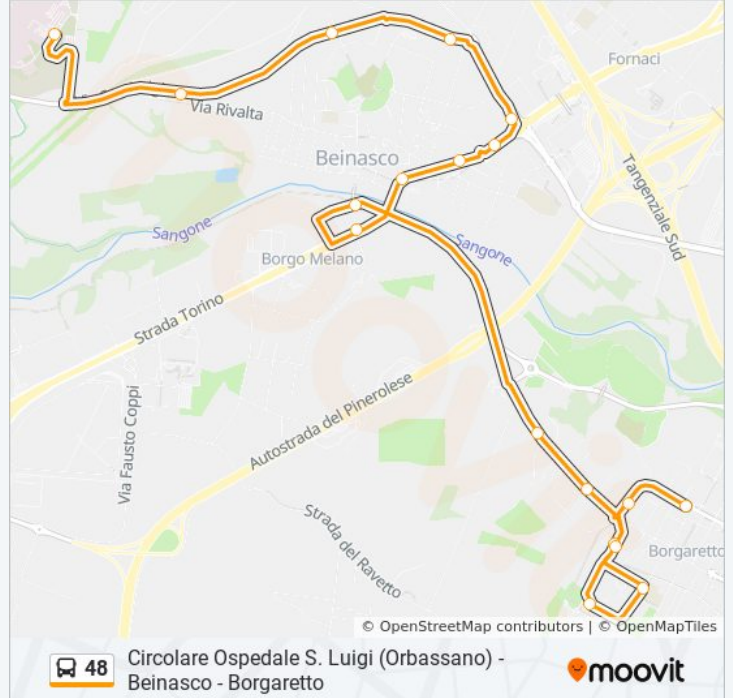 Fornaci
Via Rivalta
Beinasco
Tangenziale Sud
Sangone
Sangone
Borgo Melano
Strada Torino
Autostrada del Pinerolese
Via Fausto Coppi
Strada del Ravetto
Borgaretto
© OpenStreetMap contributors | © OpenMapTiles
48 Circolare Ospedale S. Luigi (Orbassano) -
Beinasco - Borgaretto
moovit